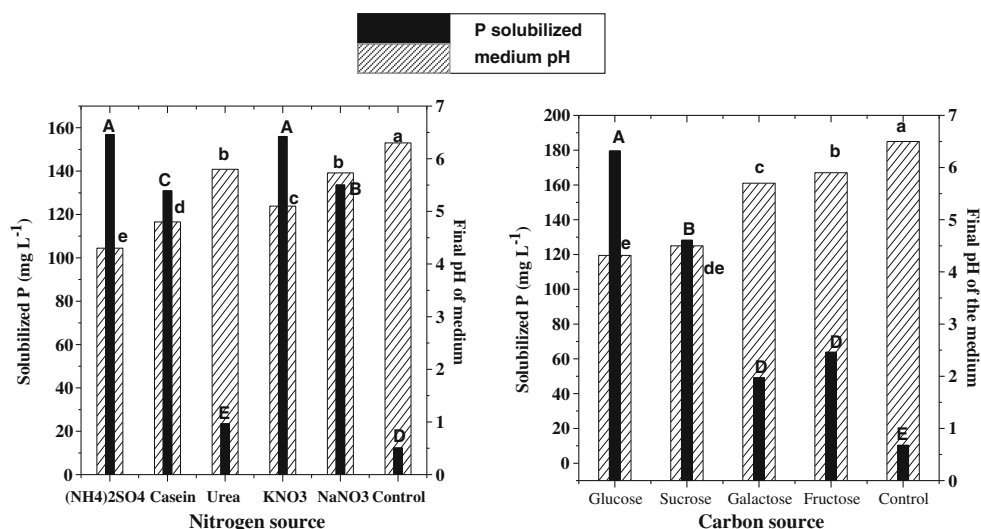 P solubilized
medium pH
Solubilized P (mg L⁻¹)
160
140
120
100
80
60
40
20
0
A
C
b
A
b
a
e
d
c
B
E
D
7
6
5
4
3
2
1
0
Final pH of medium
(NH4)2SO4 Casein Urea KNO3 NaNO3 Control
Nitrogen source
Solubilized P (mg L⁻¹)
200
180
160
140
120
100
80
60
40
20
0
A
B
c
b
a
e
de
D
D
E
7
6
5
4
3
2
1
0
Final pH of the medium
Glucose Sucrose Galactose Fructose Control
Carbon source